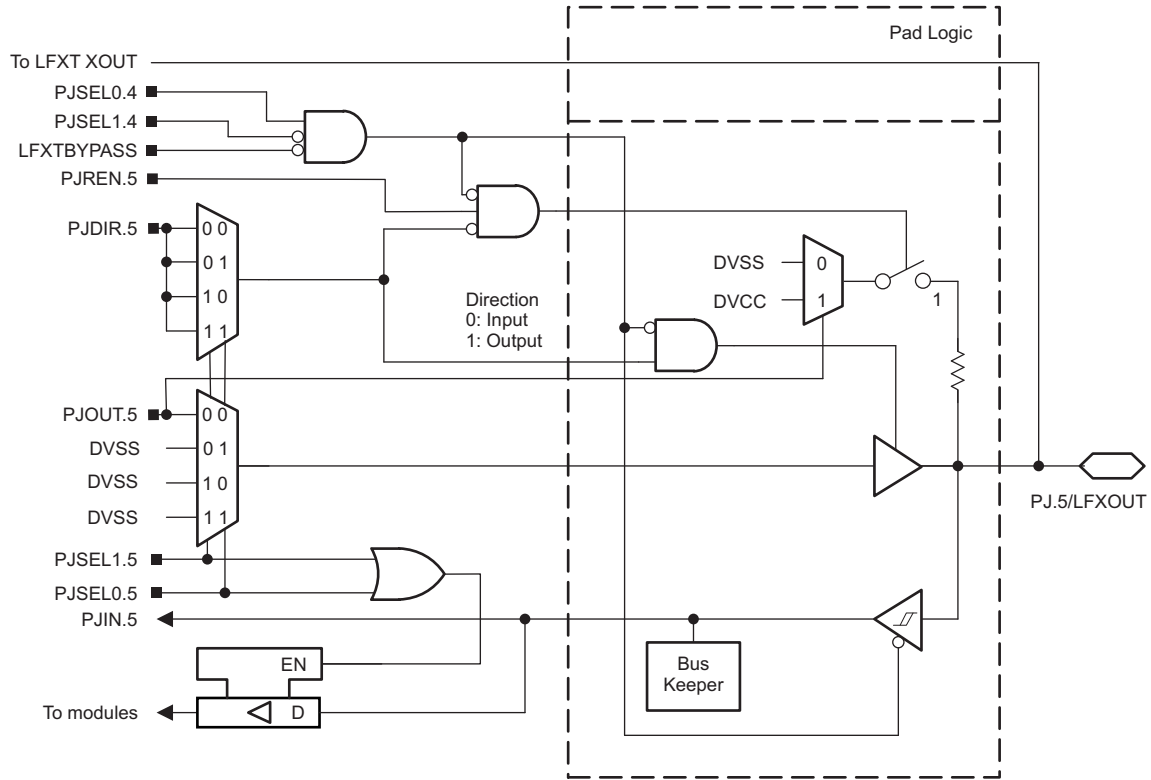 Pad Logic
To LFXT XOUT
PJSEL0.4
PJSEL1.4
LFXTBYPASS
PJREN.5
PJDIR.5
0 0
0 1
1 0
1 1
Direction
0: Input
1: Output
DVSS
0
DVCC
1
1
PJOUT.5
0 0
DVSS
0 1
DVSS
1 0
DVSS
1 1
PJ.5/LFXOUT
PJSEL1.5
PJSEL0.5
PJIN.5
EN
Bus
Keeper
To modules
D